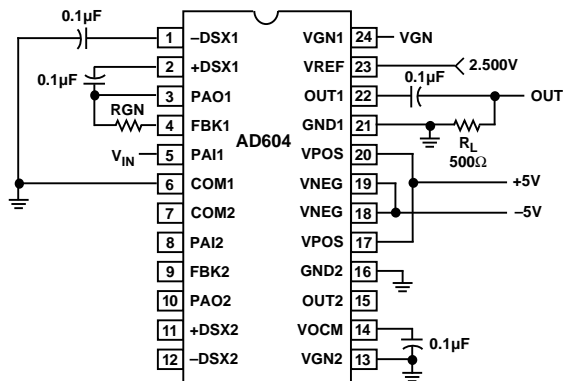 0.1µF
1 –DSX1 VGN1 24 VGN
0.1µF
2 +DSX1 VREF 23 2.500V
0.1µF
3 PAO1 OUT1 22 OUT
RGN
4 FBK1 GND1 21
AD604
R_L
500Ω
V_IN
5 PAI1 VPOS 20
6 COM1 VNEG 19 +5V
7 COM2 VNEG 18 –5V
8 PAI2 VPOS 17
9 FBK2 GND2 16
10 PAO2 OUT2 15
11 +DSX2 VOCM 14
0.1µF
12 –DSX2 VGN2 13